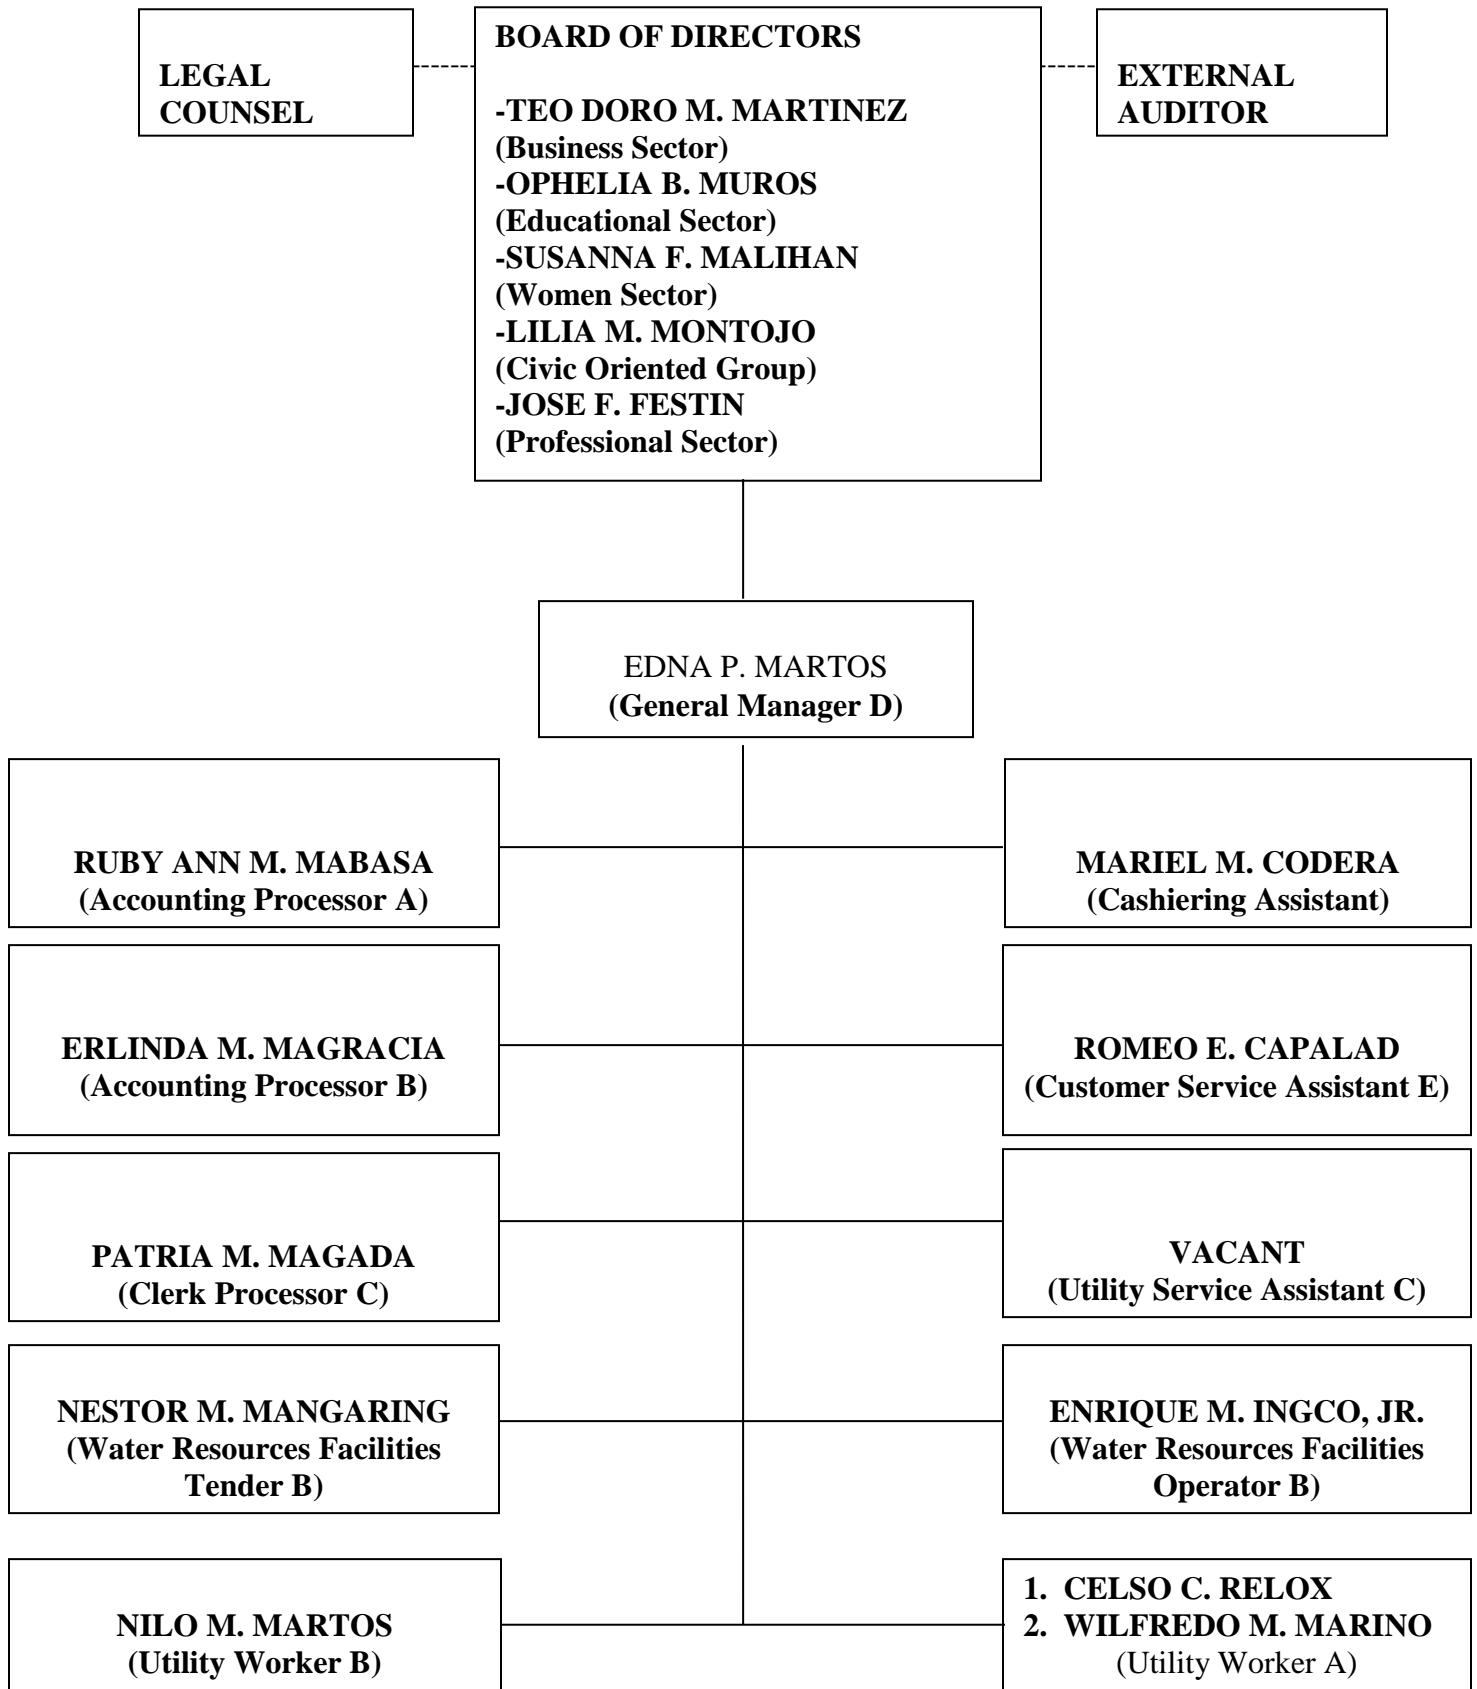 LEGAL
COUNSEL
BOARD OF DIRECTORS
-TEO DORO M. MARTINEZ
(Business Sector)
-OPHELIA B. MUROS
(Educational Sector)
-SUSANNA F. MALIHAN
(Women Sector)
-LILIA M. MONTOJO
(Civic Oriented Group)
-JOSE F. FESTIN
(Professional Sector)
EXTERNAL
AUDITOR
EDNA P. MARTOS
(General Manager D)
RUBY ANN M. MABASA
(Accounting Processor A)
MARIEL M. CODERA
(Cashiering Assistant)
ERLINDA M. MAGRACIA
(Accounting Processor B)
ROMEO E. CAPALAD
(Customer Service Assistant E)
PATRIA M. MAGADA
(Clerk Processor C)
VACANT
(Utility Service Assistant C)
NESTOR M. MANGARING
(Water Resources Facilities
Tender B)
ENRIQUE M. INGCO, JR.
(Water Resources Facilities
Operator B)
NILO M. MARTOS
(Utility Worker B)
1. CELSO C. RELOX
2. WILFREDO M. MARINO
(Utility Worker A)